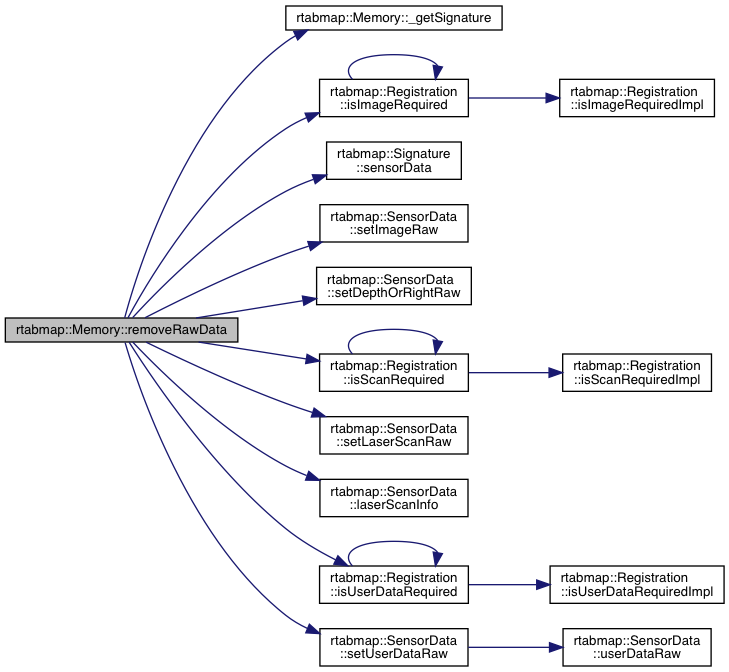 rtabmap::Memory::_getSignature
rtabmap::Registration
::isImageRequired
rtabmap::Registration
::isImageRequiredImpl
rtabmap::Signature
::sensorData
rtabmap::SensorData
::setImageRaw
rtabmap::SensorData
::setDepthOrRightRaw
rtabmap::Memory::removeRawData
rtabmap::Registration
::isScanRequired
rtabmap::Registration
::isScanRequiredImpl
rtabmap::SensorData
::setLaserScanRaw
rtabmap::SensorData
::laserScanInfo
rtabmap::Registration
::isUserDataRequired
rtabmap::Registration
::isUserDataRequiredImpl
rtabmap::SensorData
::setUserDataRaw
rtabmap::SensorData
::userDataRaw